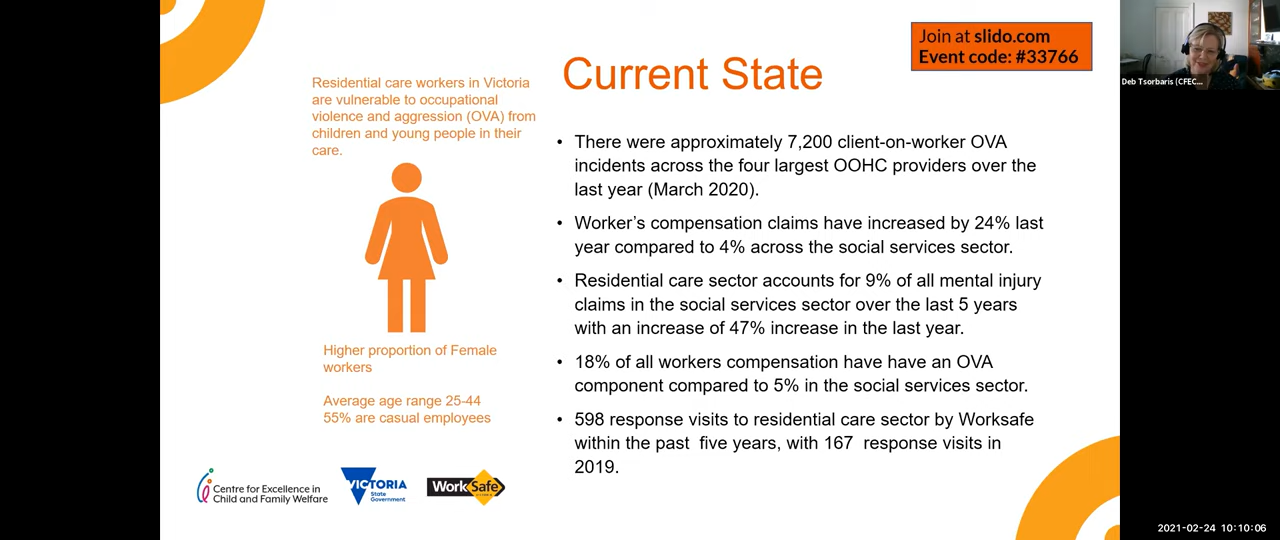 Join at slido.com
Event code: #33766
Deb Tsorbaris (CFEC...
Current State
Residential care workers in Victoria
are vulnerable to occupational
violence and aggression (OVA) from
children and young people in their
care.
Higher proportion of Female
workers
Average age range 25-44
55% are casual employees
• There were approximately 7,200 client-on-worker OVA
incidents across the four largest OOHC providers over the
last year (March 2020).
• Worker’s compensation claims have increased by 24% last
year compared to 4% across the social services sector.
• Residential care sector accounts for 9% of all mental injury
claims in the social services sector over the last 5 years
with an increase of 47% increase in the last year.
• 18% of all workers compensation have have an OVA
component compared to 5% in the social services sector.
• 598 response visits to residential care sector by Worksafe
within the past five years, with 167 response visits in
2019.
Centre for Excellence in
Child and Family Welfare
VICTORIA
State
Government
WorkSafe
2021-02-24 10:10:06